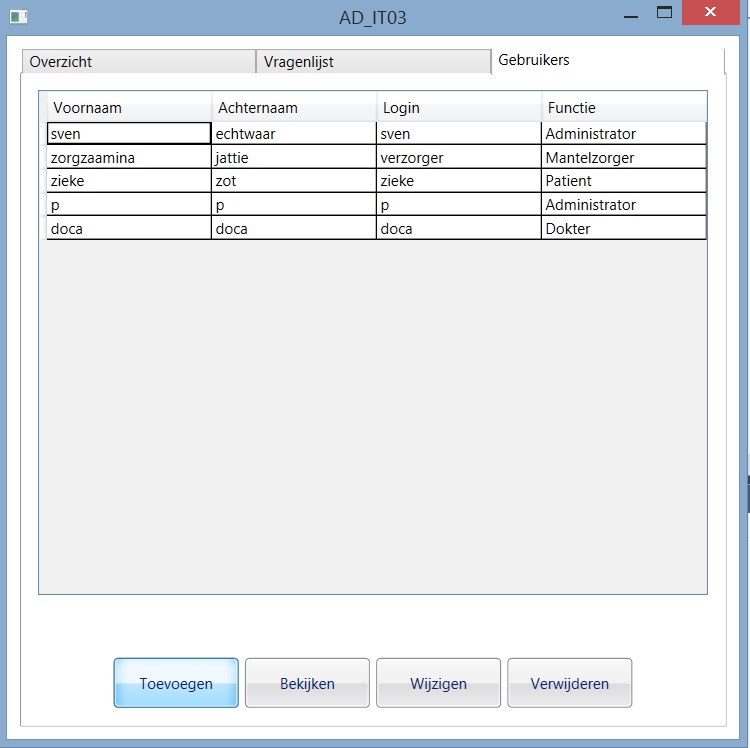 AD_IT03
Overzicht Vragenlijst Gebruikers
Voornaam Achternaam Login Functie
sven echtwaar sven Administrator
zorgzaamina jattie verzorger Mantelzorger
zieke zot zieke Patient
p p p Administrator
doca doca doca Dokter
Toevoegen Bekijken Wijzigen Verwijderen